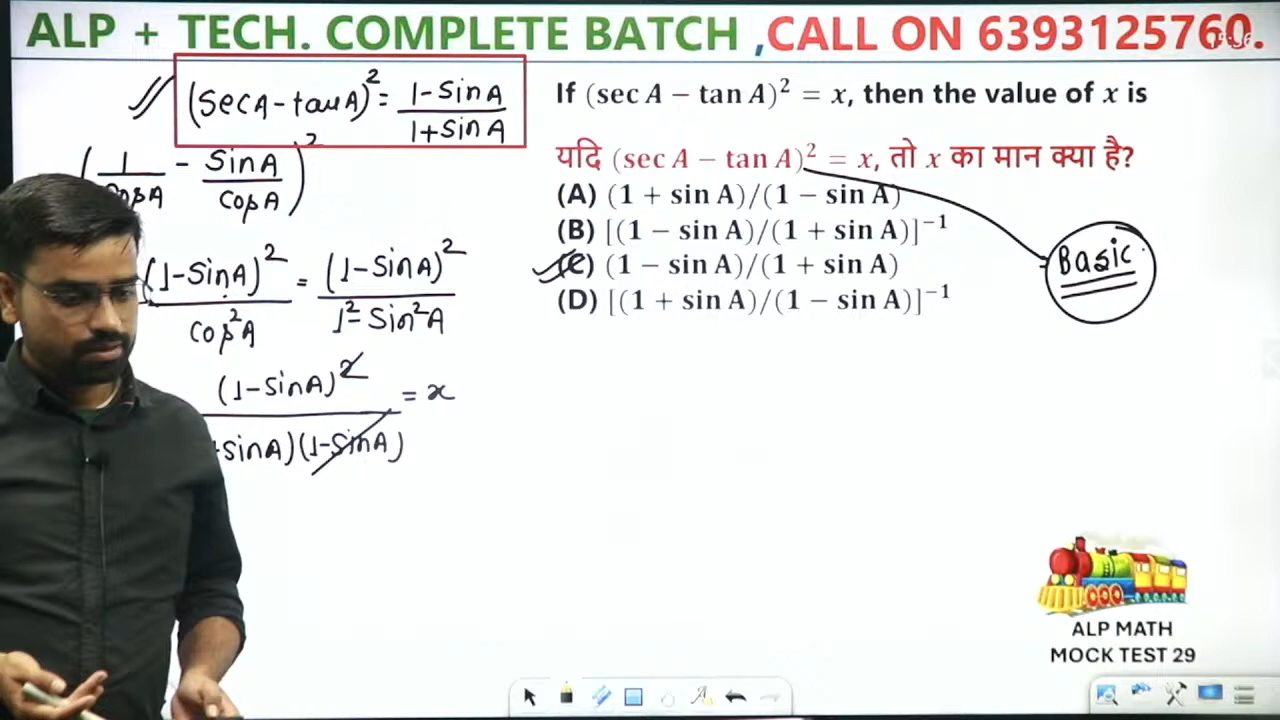 ALP + TECH. COMPLETE BATCH ,CALL ON 6393125760.
(SecA - tanA)² = 1-SinA / 1+SinA
(1/CosA - SinA/CosA)²
(1-SinA)² / Cos²A = (1-SinA)² / 1² - Sin²A
(1-SinA)² / +SinA)(1-SinA) = x
If (sec A − tan A)² = x, then the value of x is
यदि (sec A − tan A)² = x, तो x का मान क्या है?
(A) (1 + sin A)/(1 − sin A)
(B) [(1 − sin A)/(1 + sin A)]⁻¹
(C) (1 − sin A)/(1 + sin A)
(D) [(1 + sin A)/(1 − sin A)]⁻¹
Basic
ALP MATH
MOCK TEST 29